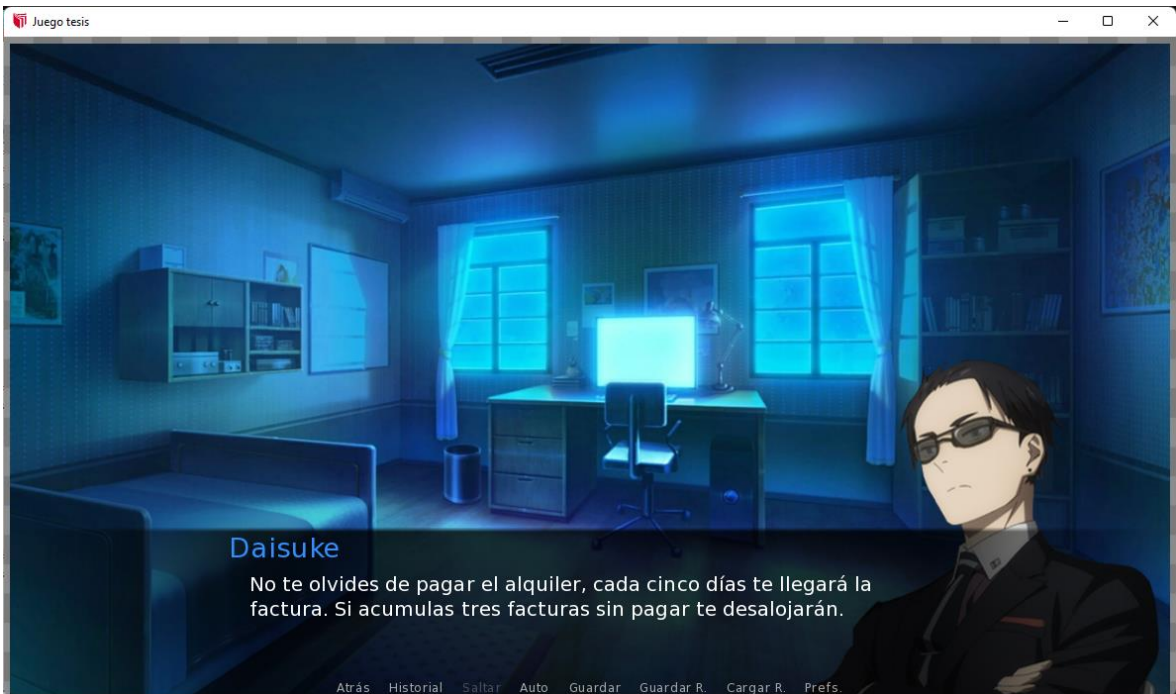 Juego tesis
Daisuke
No te olvides de pagar el alquiler, cada cinco días te llegará la
factura. Si acumulas tres facturas sin pagar te desalojarán.
Atrás Historial Saltar Auto Guardar Guardar R. Cargar R. Prefs.